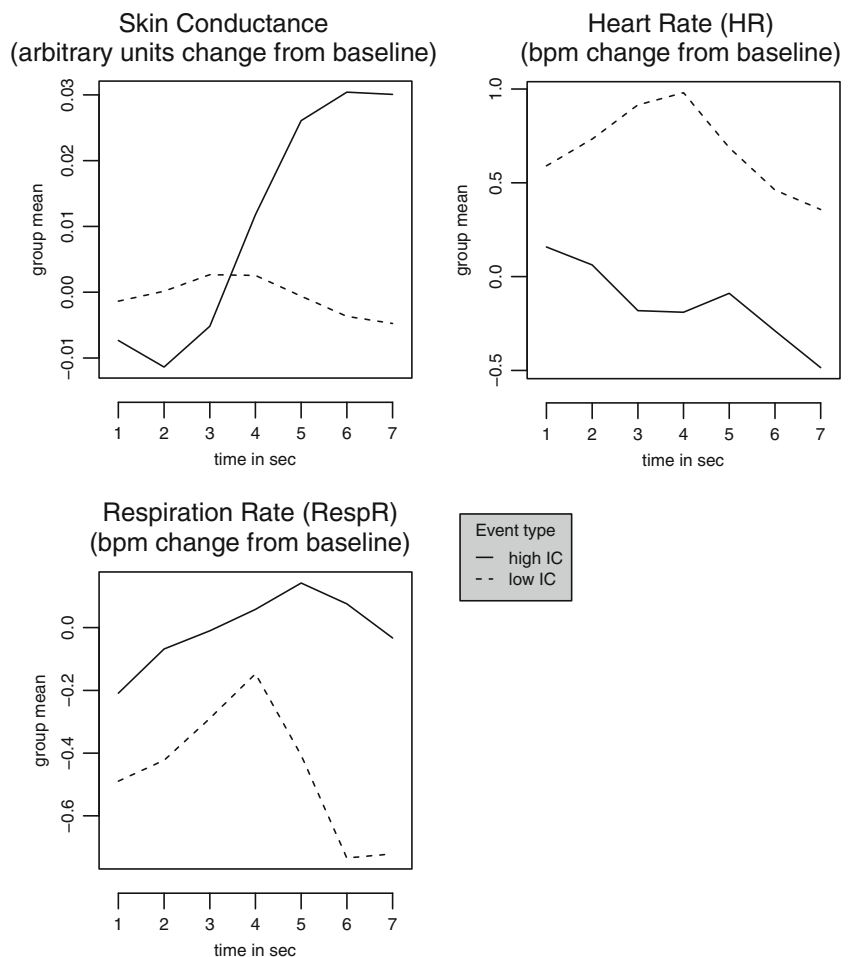 Skin Conductance
(arbitrary units change from baseline)
group mean
0.03
0.02
0.01
0.00
−0.01
1 2 3 4 5 6 7
time in sec
Heart Rate (HR)
(bpm change from baseline)
group mean
1.0
0.5
0.0
−0.5
1 2 3 4 5 6 7
time in sec
Respiration Rate (RespR)
(bpm change from baseline)
group mean
0.0
−0.2
−0.4
−0.6
1 2 3 4 5 6 7
time in sec
Event type
high IC
low IC